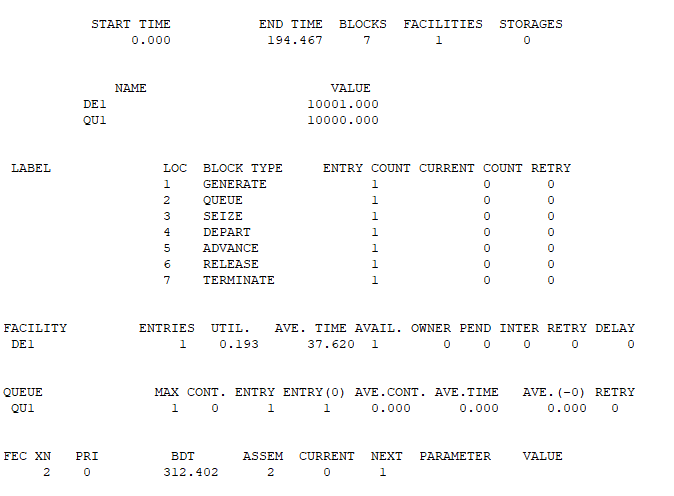 START TIME END TIME BLOCKS FACILITIES STORAGES
0.000 194.467 7 1 0
NAME VALUE
DE1 10001.000
QU1 10000.000
LABEL LOC BLOCK TYPE ENTRY COUNT CURRENT COUNT RETRY
1 GENERATE 1 0 0
2 QUEUE 1 0 0
3 SEIZE 1 0 0
4 DEPART 1 0 0
5 ADVANCE 1 0 0
6 RELEASE 1 0 0
7 TERMINATE 1 0 0
FACILITY ENTRIES UTIL. AVE. TIME AVAIL. OWNER PEND INTER RETRY DELAY
DE1 1 0.193 37.620 1 0 0 0 0 0
QUEUE MAX CONT. ENTRY ENTRY(0) AVE.CONT. AVE.TIME AVE.(-0) RETRY
QU1 1 0 1 1 0.000 0.000 0.000 0
FEC XN PRI BDT ASSEM CURRENT NEXT PARAMETER VALUE
2 0 312.402 2 0 1